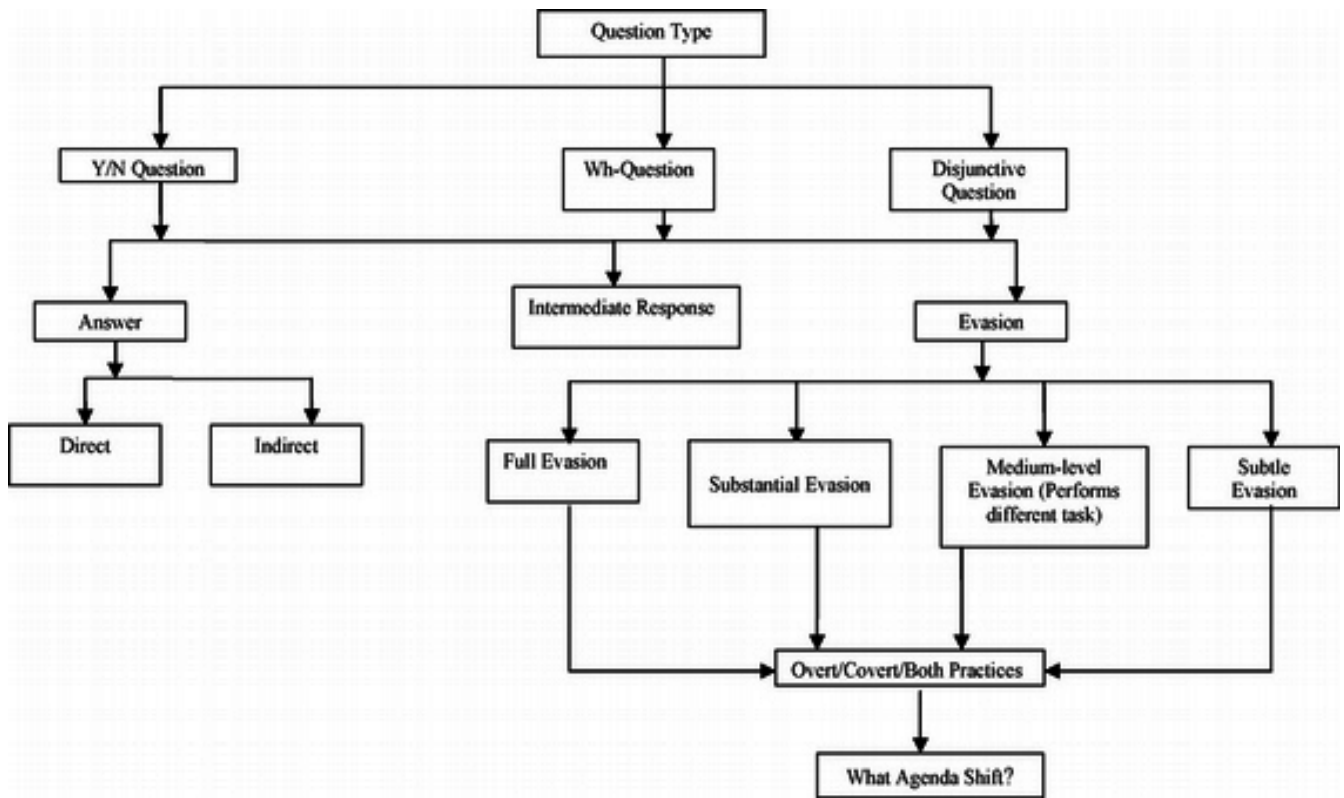 Question Type
Y/N Question
Wh-Question
Disjunctive
Question
Answer
Intermediate Response
Evasion
Direct
Indirect
Full Evasion
Substantial Evasion
Medium-level
Evasion (Performs
different task)
Subtle
Evasion
Overt/Covert/Both Practices
What Agenda Shift?